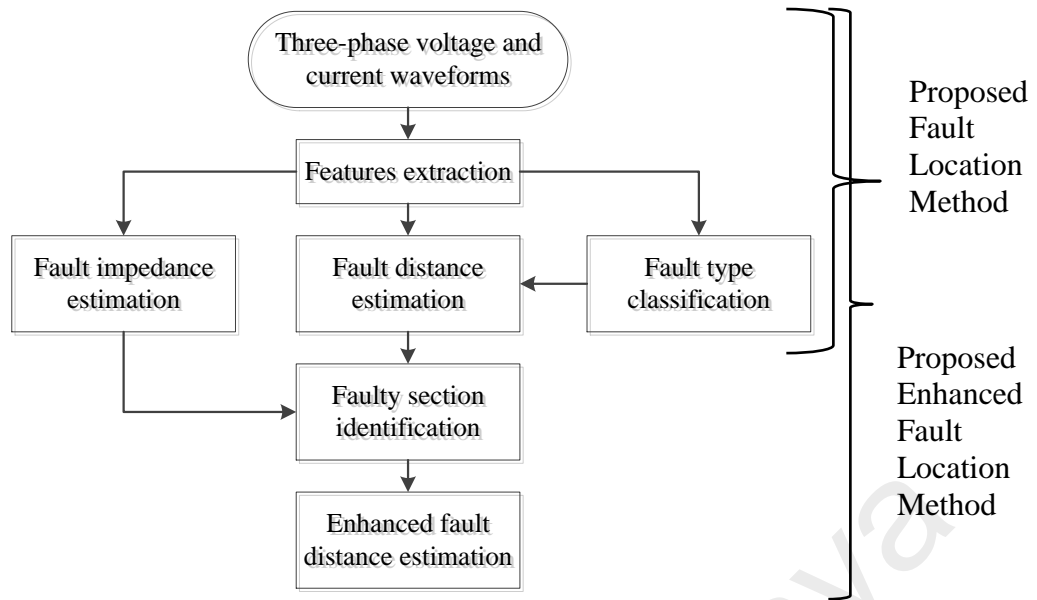 Three-phase voltage and
current waveforms
Features extraction
Fault impedance
estimation
Fault distance
estimation
Fault type
classification
Faulty section
identification
Enhanced fault
distance estimation
Proposed
Fault
Location
Method
Proposed
Enhanced
Fault
Location
Method